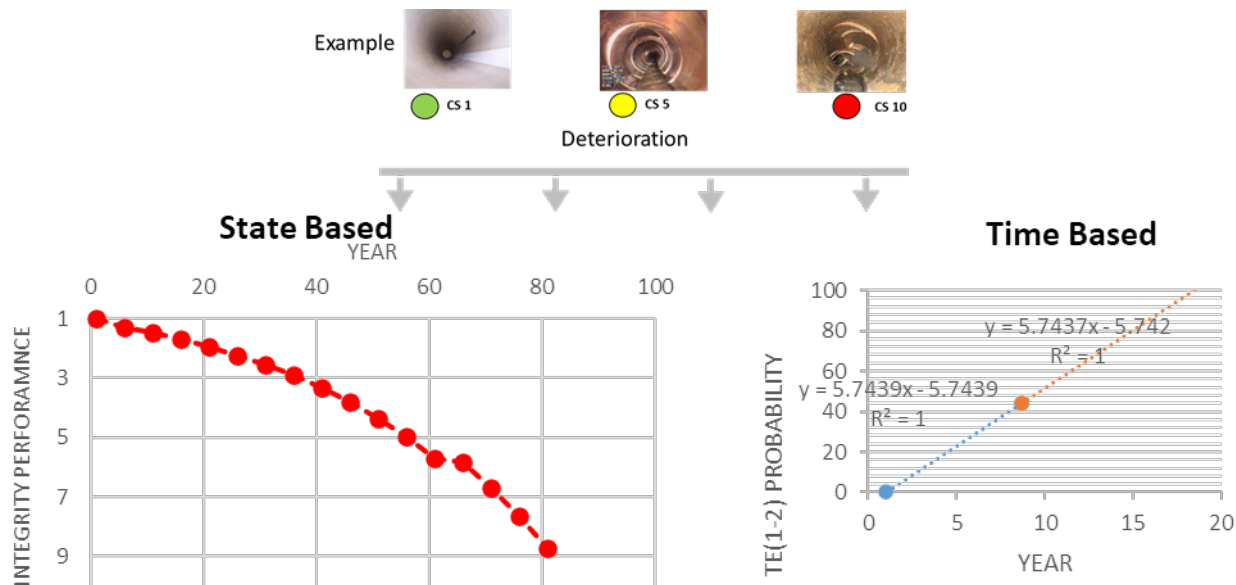 Example
CS 1
CS 5
CS 10
Deterioration
State Based
YEAR
0 20 40 60 80 100
1
3
5
7
9
INTEGRITY PERFORAMNCE
Time Based
100
80
60
40
20
0
y = 5.7437x - 5.742
R² = 1
y = 5.7439x - 5.7439
R² = 1
TE(1-2) PROBABILITY
0 5 10 15 20
YEAR